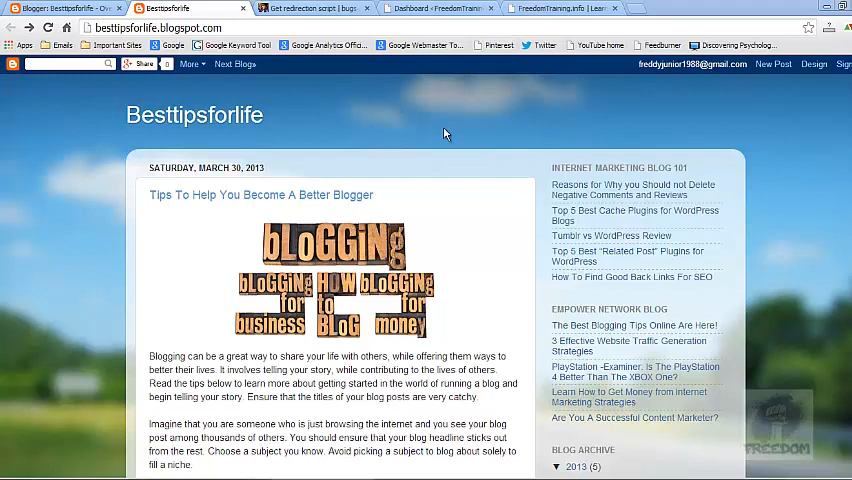 Blogger: Besttipsforlife - Ov
Besttipsforlife
Get redirection script | bugs
Dashboard ‹ FreedomTraining.
FreedomTraining.info | Learn
besttipsforlife.blogspot.com
Apps
Emails
Important Sites
Google
Google Keyword Tool
Google Analytics Offici...
Google Webmaster To...
Pinterest
Twitter
YouTube home
Feedburner
Discovering Psycholog...
Share
0
More
Next Blog»
freddyjunior1988@gmail.com
New Post
Design
Sign
Besttipsforlife
SATURDAY, MARCH 30, 2013
Tips To Help You Become A Better Blogger
bLoGGiNg
bLoGGiNG HoW bLoGGiNG
for to for
business BLoG money
Blogging can be a great way to share your life with others, while offering them ways to
better their lives. It involves telling your story, while contributing to the lives of others.
Read the tips below to learn more about getting started in the world of running a blog and
begin telling your story. Ensure that the titles of your blog posts are very catchy.
Imagine that you are someone who is just browsing the internet and you see your blog
post among thousands of others. You should ensure that your blog headline sticks out
from the rest. Choose a subject you know. Avoid picking a subject to blog about solely to
fill a niche.
INTERNET MARKETING BLOG 101
Reasons for Why you Should not Delete
Negative Comments and Reviews
Top 5 Best Cache Plugins for WordPress
Blogs
Tumblr vs WordPress Review
Top 5 Best "Related Post" Plugins for
WordPress
How To Find Good Back Links For SEO
EMPOWER NETWORK BLOG
The Best Blogging Tips Online Are Here!
3 Effective Website Traffic Generation
Strategies
PlayStation -Examiner: Is The PlayStation
4 Better Than The XBOX One?
Learn How to Get Money from Internet
Marketing Strategies
Are You A Successful Content Marketer?
BLOG ARCHIVE
▼ 2013 (5)
FREEDOM